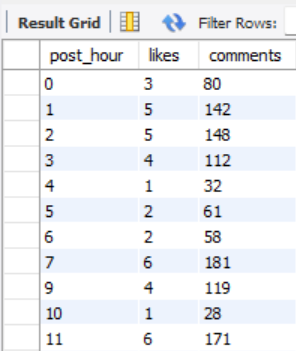 Result Grid Filter Rows:
post_hour likes comments
0 3 80
1 5 142
2 5 148
3 4 112
4 1 32
5 2 61
6 2 58
7 6 181
9 4 119
10 1 28
11 6 171